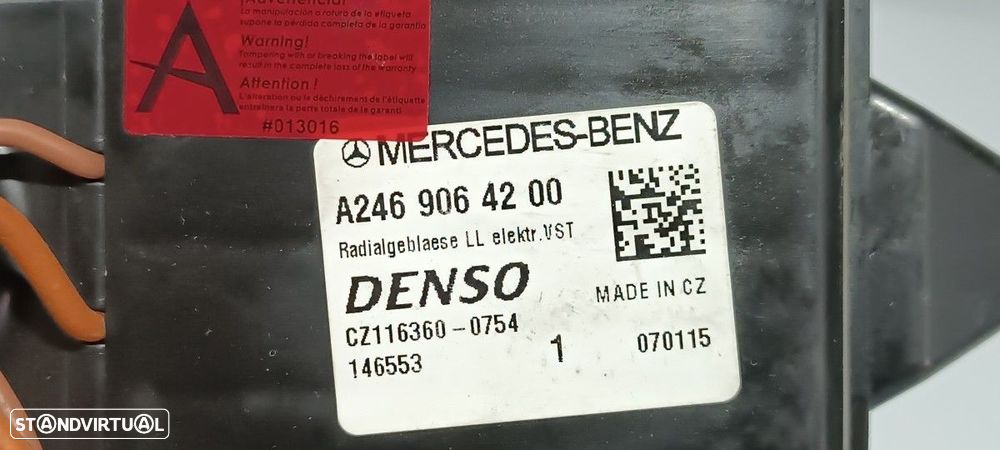 ¡Advertencia!
La manipulación o rotura de la etiqueta
supone la pérdida completa de la garantía
Warning!
Tampering with or breaking the label will
result in the complete loss of the warranty
Attention !
L'altération ou le déchirement de l'étiquette
entraînera la perte totale de la garanti
#013016
A
MERCEDES-BENZ
A246 906 42 00
Radialgeblaese LL elektr.VST
DENSO
MADE IN CZ
CZ116360-0754
146553
1
070115
STANDVIRTUAL